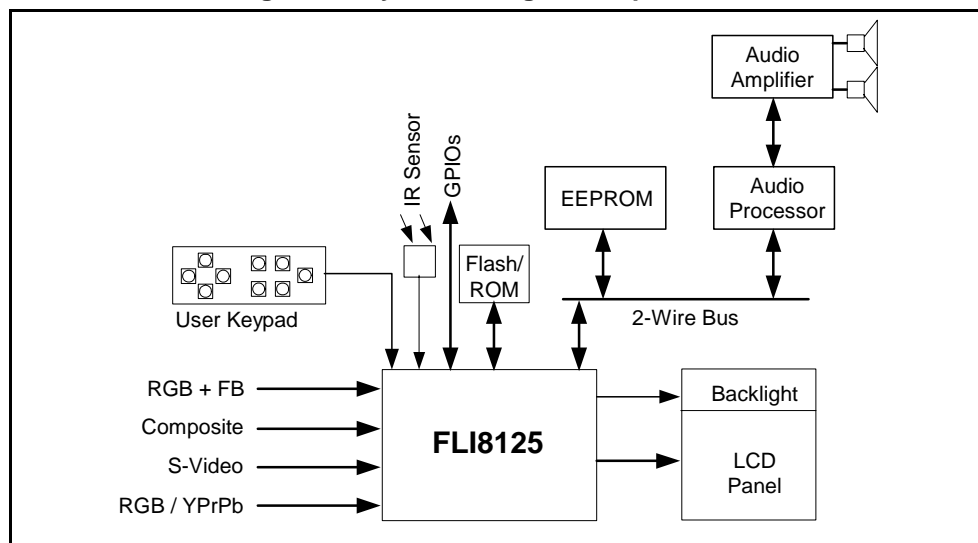 Audio
Amplifier
IR Sensor
GPIOs
EEPROM
Audio
Processor
Flash/
ROM
User Keypad
2-Wire Bus
RGB + FB
Composite
S-Video
RGB / YPrPb
FLI8125
Backlight
LCD
Panel